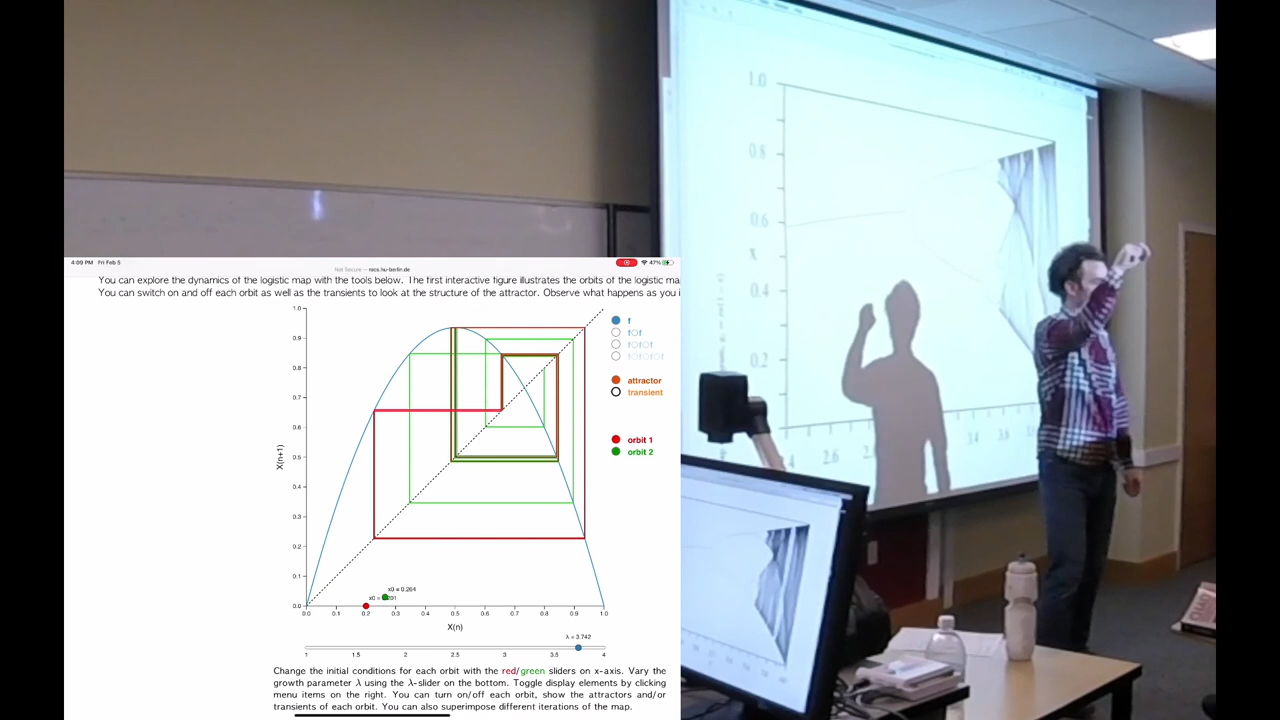 4:09 PM Fri Feb 5
47%
Not Secure — rocs.hu-berlin.de
You can explore the dynamics of the logistic map with the tools below. The first interactive figure illustrates the orbits of the logistic ma
You can switch on and off each orbit as well as the transients to look at the structure of the attractor. Observe what happens as you i
1.0
0.9
0.8
0.7
0.6
0.5
0.4
0.3
0.2
0.1
0.0
X(n+1)
0.0 0.1 0.2 0.3 0.4 0.5 0.6 0.7 0.8 0.9 1.0
X(n)
x0 = 0.264
f
f○f
f○f○f
f○f○f○f
attractor
transient
orbit 1
orbit 2
λ = 3.742
1 1.5 2 2.5 3 3.5 4
Change the initial conditions for each orbit with the red/green sliders on x-axis. Vary the
growth parameter λ using the λ-slider on the bottom. Toggle display elements by clicking
menu items on the right. You can turn on/off each orbit, show the attractors and/or
transients of each orbit. You can also superimpose different iterations of the map.
1.0
0.8
0.6
x
0.4
0.2
2.6
3.4